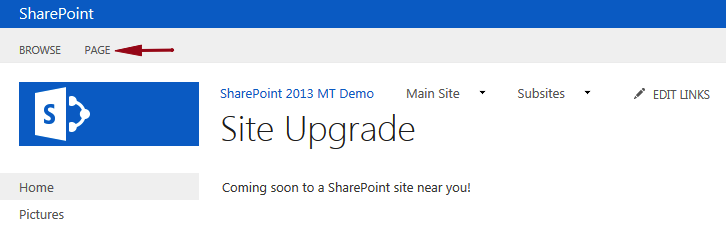 SharePoint
BROWSE PAGE
S
SharePoint 2013 MT Demo Main Site Subsites EDIT LINKS
Site Upgrade
Home
Coming soon to a SharePoint site near you!
Pictures